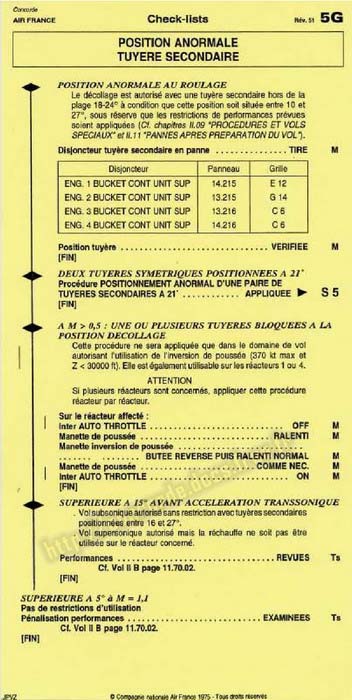 Concorde
AIR FRANCE Check-lists Rév. 51 5G
POSITION ANORMALE
TUYERE SECONDAIRE
POSITION ANORMALE AU ROULAGE
Le décollage est autorisé avec une tuyère secondaire hors de la
plage 18-24° à condition que cette position soit située entre 10 et
27°, sous réserve que les restrictions de performances prévues
soient appliquées (Cf. chapitres II.09 "PROCEDURES ET VOLS
SPECIAUX" et II.11 "PANNES APRES PREPARATION DU VOL").
Disjoncteur tuyère secondaire en panne ............... TIRE M
Disjoncteur Panneau Grille
ENG. 1 BUCKET CONT UNIT SUP 14.215 E 12
ENG. 2 BUCKET CONT UNIT SUP 13.215 G 14
ENG. 3 BUCKET CONT UNIT SUP 13.216 C 6
ENG. 4 BUCKET CONT UNIT SUP 14.216 C 6
Position tuyère .............................. VERIFIEE M
[FIN]
DEUX TUYERES SYMETRIQUES POSITIONNEES A 21°
Procédure POSITIONNEMENT ANORMAL D'UNE PAIRE DE
TUYERES SECONDAIRES A 21° ............. APPLIQUEE ► S 5
[FIN]
A M > 0,5 : UNE OU PLUSIEURS TUYERES BLOQUEES A LA
POSITION DECOLLAGE
Cette procédure ne sera appliquée que dans le domaine de vol
autorisant l'utilisation de l'inversion de poussée (370 kt max et
Z < 30000 ft). Elle est également utilisable sur les réacteurs 1 ou 4.
ATTENTION
Si plusieurs réacteurs sont concernés, appliquer cette procédure
réacteur par réacteur.
Sur le réacteur affecté :
Inter AUTO THROTTLE .............................. OFF M
Manette de poussée .............................. RALENTI M
Manette inversion de poussée ..............................
........ BUTEE REVERSE PUIS RALENTI NORMAL M
Manette de poussée ..................... COMME NEC. M
Inter AUTO THROTTLE .............................. ON M
[FIN]
SUPERIEURE A 15° AVANT ACCELERATION TRANSSONIQUE
. Vol subsonique autorisé sans restriction avec tuyères secondaires
positionnées entre 16 et 27°.
. Vol supersonique autorisé mais la réchauffe ne soit pas être
utilisée sur le réacteur concerné.
Performances .............................. REVUES Ts
Cf. Vol II B page 11.70.02.
[FIN]
SUPERIEURE A 5° à M = 1,1
Pas de restrictions d'utilisation
Pénalisation performances .................... EXAMINEES Ts
Cf. Vol II B page 11.70.02.
[FIN]
JPVZ © Compagnie nationale Air France 1975 - Tous droits réservés